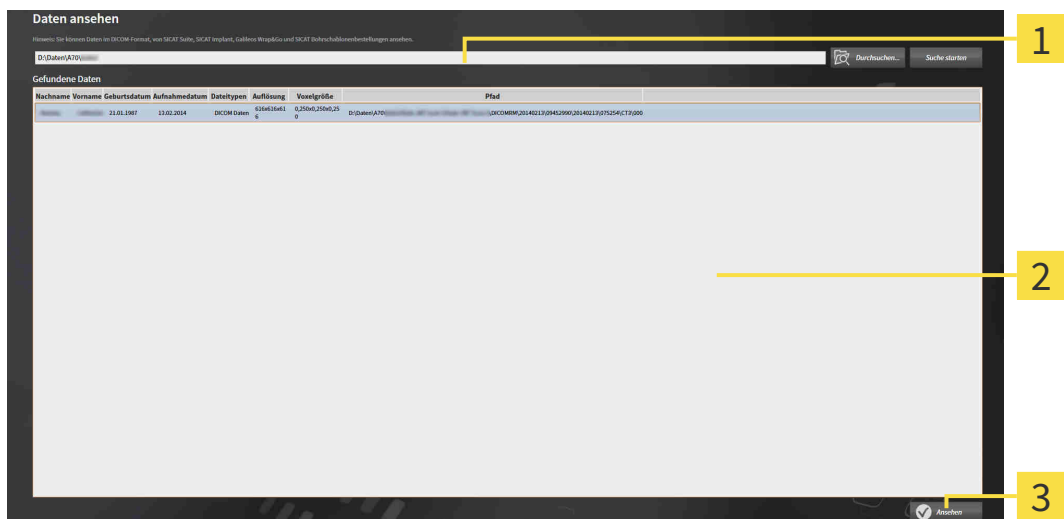 Daten ansehen
1
Hinweis: Sie können Daten im DICOM-Format, von SICAT Suite, SICAT Implant, Galileos Wrap&Go und SICAT Bohrschablonenbestellungen ansehen.
D:\Daten\A70\
Durchsuchen...
Suche starten
Gefundene Daten
Nachname Vorname Geburtsdatum Aufnahmedatum Dateitypen Auflösung Voxelgröße Pfad
21.01.1987 13.02.2014 DICOM Daten 616x616x616 0,250x0,250x0,250 D:\Daten\A70\ \DICOMRM\20140213\09452990\20140213\075254\CT3\000
2
3
Ansehen